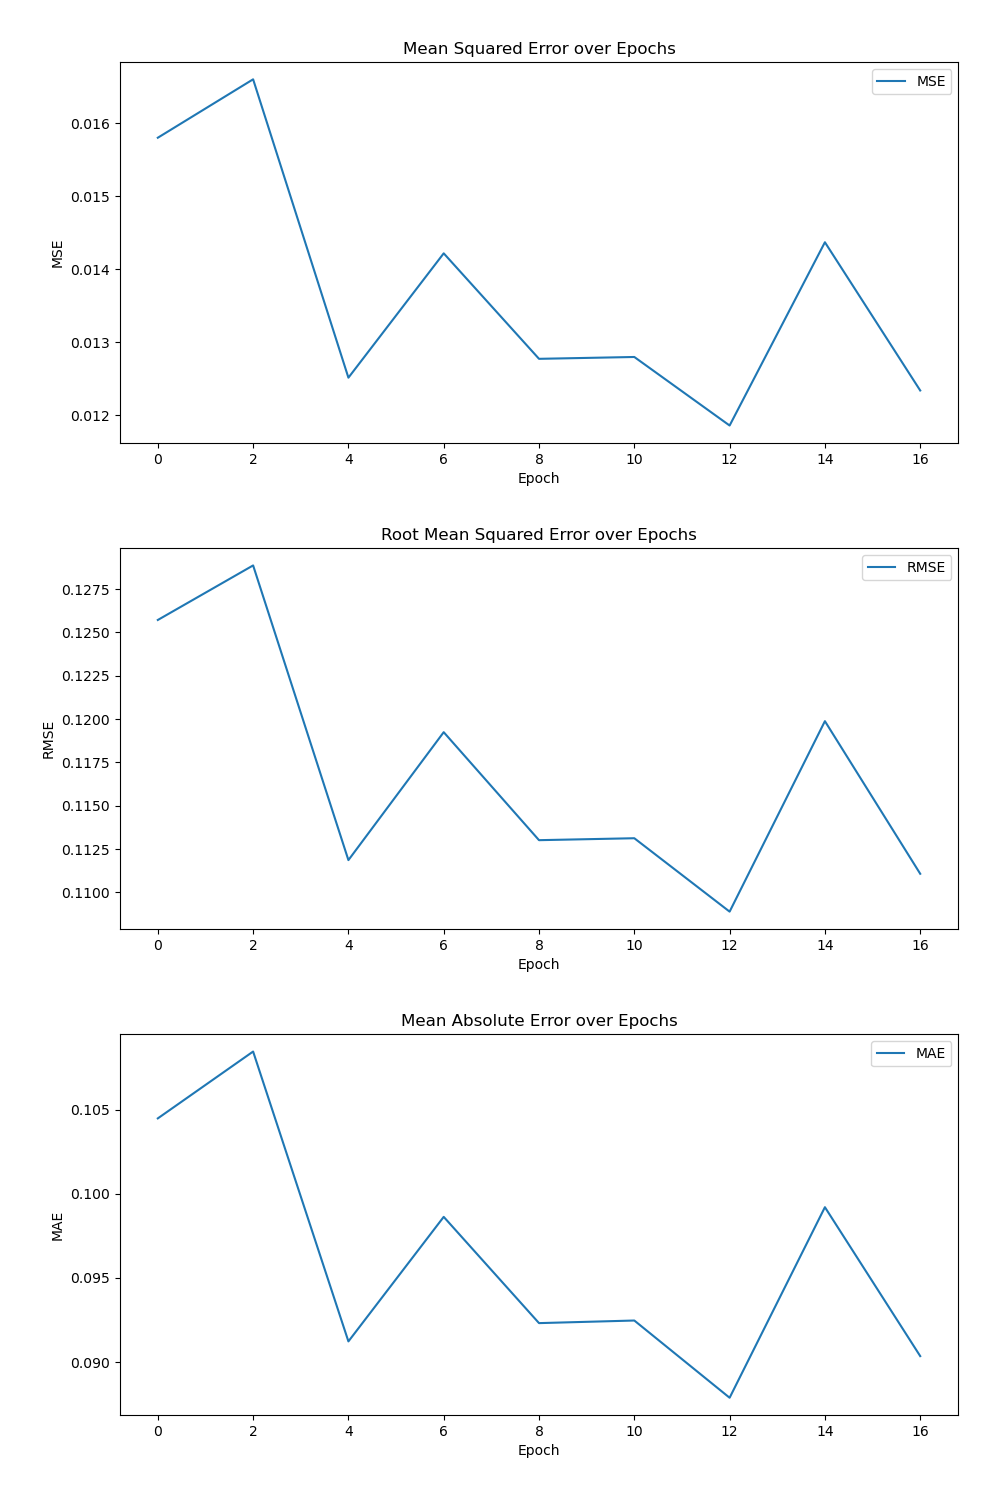 Mean Squared Error over Epochs
MSE
0.016
0.015
0.014
0.013
0.012
MSE
0 2 4 6 8 10 12 14 16
Epoch
Root Mean Squared Error over Epochs
RMSE
0.1275
0.1250
0.1225
0.1200
0.1175
0.1150
0.1125
0.1100
RMSE
0 2 4 6 8 10 12 14 16
Epoch
Mean Absolute Error over Epochs
MAE
0.105
0.100
0.095
0.090
MAE
0 2 4 6 8 10 12 14 16
Epoch